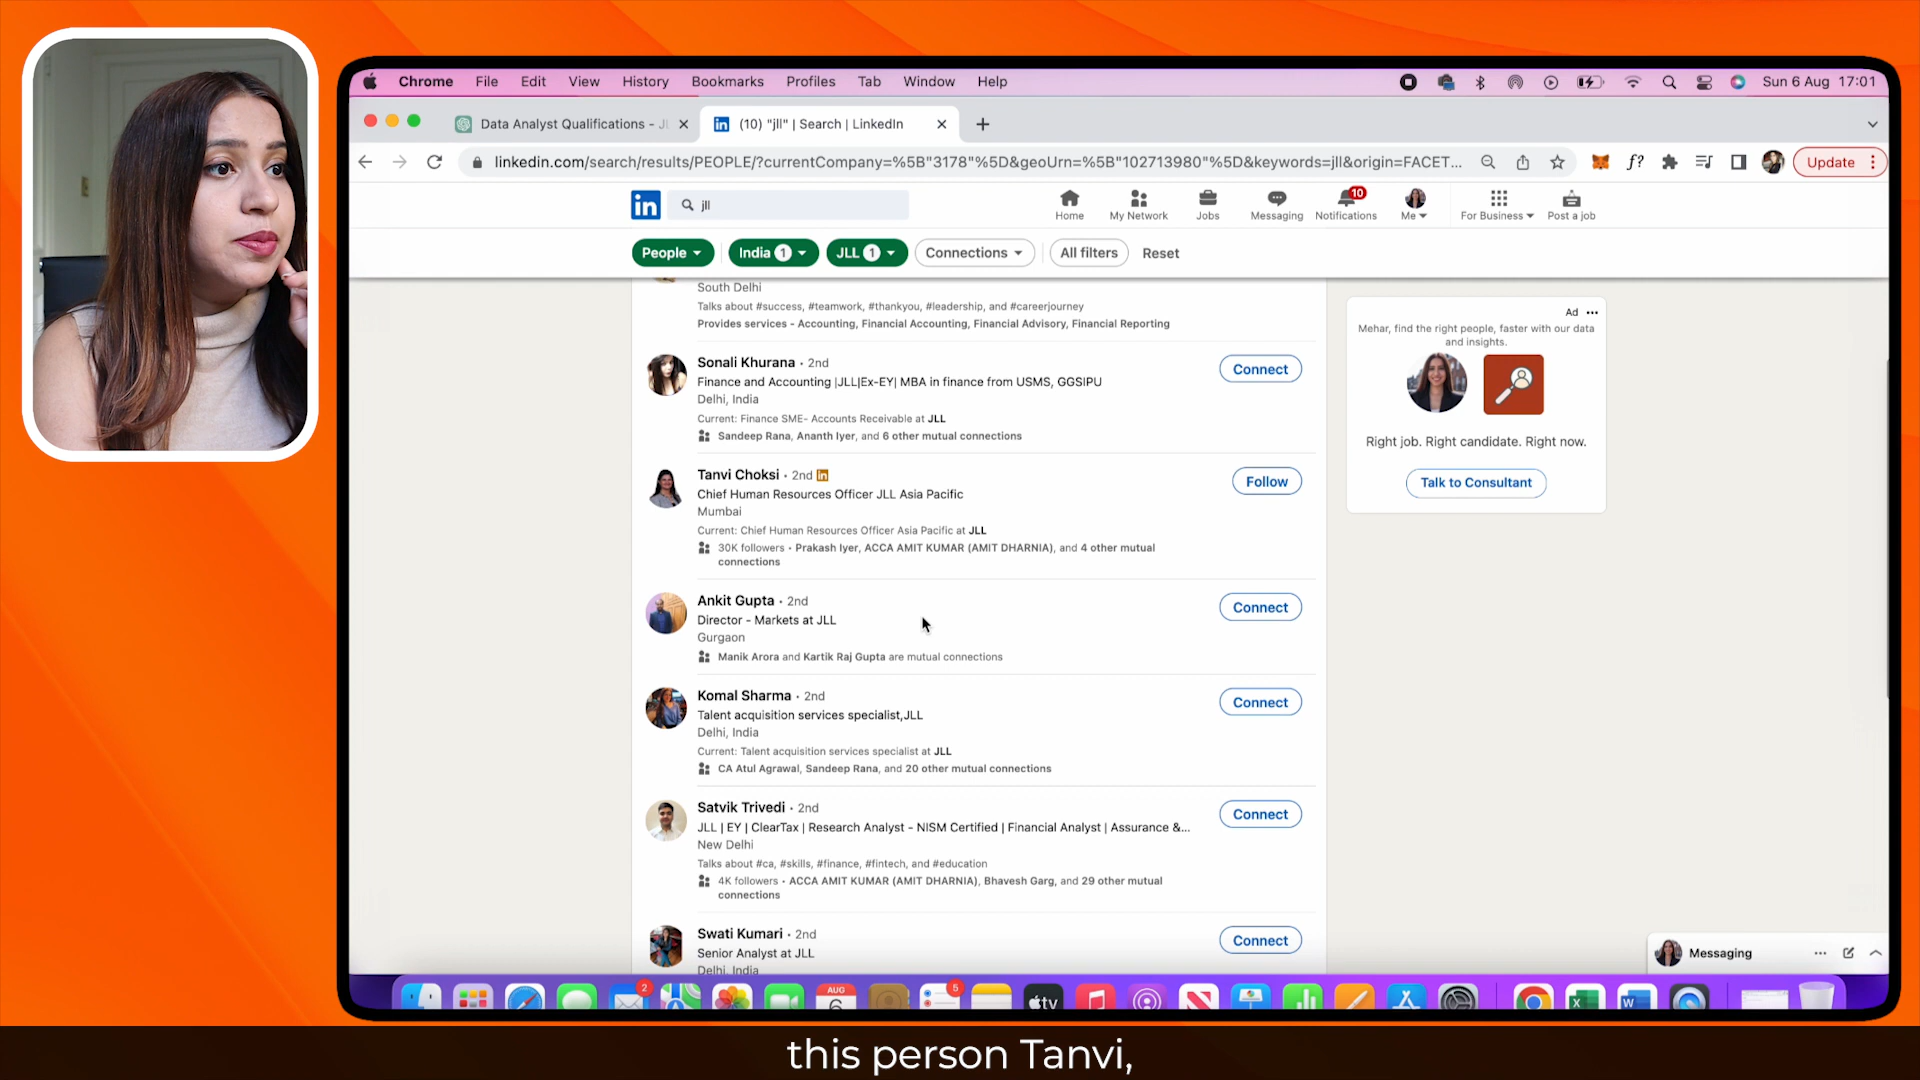 Chrome File Edit View History Bookmarks Profiles Tab Window Help
Sun 6 Aug 17:01
Data Analyst Qualifications - JL
(10) "jll" | Search | LinkedIn
linkedin.com/search/results/PEOPLE/?currentCompany=%5B"3178"%5D&geoUrn=%5B"102713980"%5D&keywords=jll&origin=FACET...
f?
Update
in
jll
Home
My Network
Jobs
Messaging
10
Notifications
Me
For Business
Post a job
People
India 1
JLL 1
Connections
All filters
Reset
South Delhi
Talks about #success, #teamwork, #thankyou, #leadership, and #careerjourney
Provides services - Accounting, Financial Accounting, Financial Advisory, Financial Reporting
Sonali Khurana • 2nd
Finance and Accounting |JLL|Ex-EY| MBA in finance from USMS, GGSIPU
Delhi, India
Current: Finance SME- Accounts Receivable at JLL
Sandeep Rana, Ananth Iyer, and 6 other mutual connections
Connect
Tanvi Choksi • 2nd in
Chief Human Resources Officer JLL Asia Pacific
Mumbai
Current: Chief Human Resources Officer Asia Pacific at JLL
30K followers • Prakash Iyer, ACCA AMIT KUMAR (AMIT DHARNIA), and 4 other mutual
connections
Follow
Ankit Gupta • 2nd
Director - Markets at JLL
Gurgaon
Manik Arora and Kartik Raj Gupta are mutual connections
Connect
Komal Sharma • 2nd
Talent acquisition services specialist,JLL
Delhi, India
Current: Talent acquisition services specialist at JLL
CA Atul Agrawal, Sandeep Rana, and 20 other mutual connections
Connect
Satvik Trivedi • 2nd
JLL | EY | ClearTax | Research Analyst - NISM Certified | Financial Analyst | Assurance &...
New Delhi
Talks about #ca, #skills, #finance, #fintech, and #education
4K followers • ACCA AMIT KUMAR (AMIT DHARNIA), Bhavesh Garg, and 29 other mutual
connections
Connect
Swati Kumari • 2nd
Senior Analyst at JLL
Delhi, India
Connect
Ad
Mehar, find the right people, faster with our data
and insights.
Right job. Right candidate. Right now.
Talk to Consultant
Messaging
2
AUG
6
5
tv
this person Tanvi,